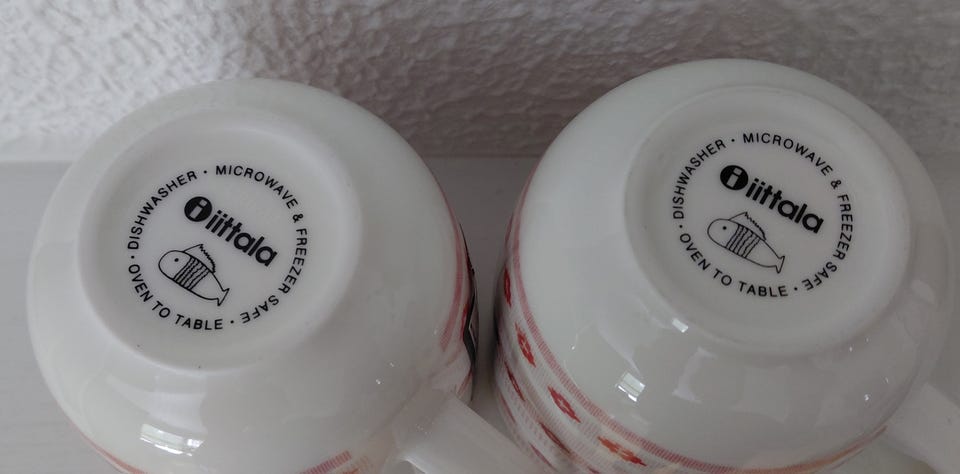 DISHWASHER · MICROWAVE & FREEZER SAFE · OVEN TO TABLE ·
i iittala
DISHWASHER · MICROWAVE & FREEZER SAFE · OVEN TO TABLE ·
i iittala